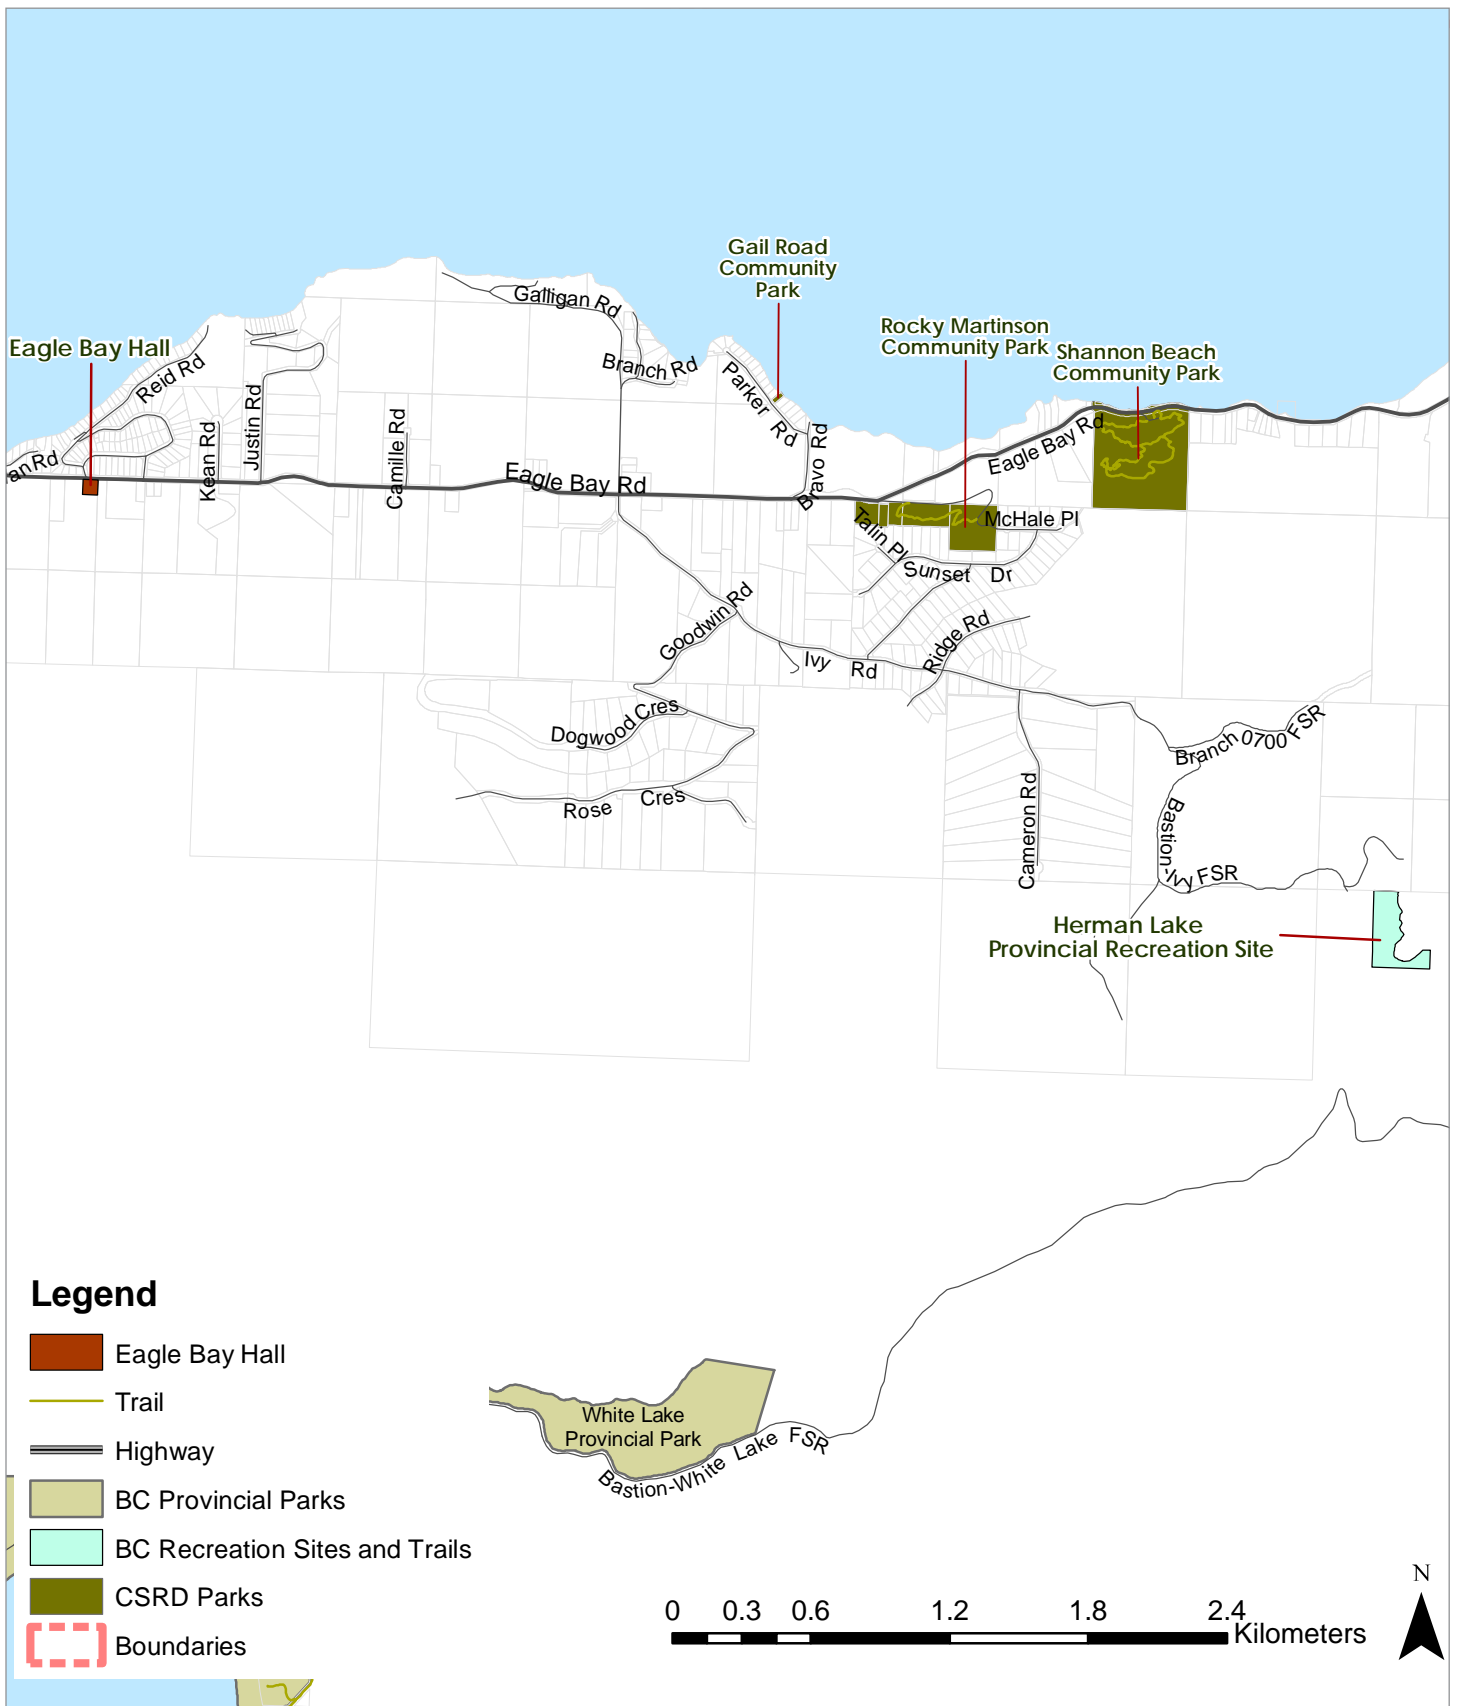 Gail Road
Community
Park
Galligan Rd
Rocky Martinson
Community Park
Shannon Beach
Community Park
Eagle Bay Hall
Reid Rd
Branch Rd
Parker Rd
Justin Rd
Kean Rd
Camille Rd
Bravo Rd
Eagle Bay Rd
an Rd
Eagle Bay Rd
McHale Pl
Talin Pl
Sunset Dr
Goodwin Rd
Ridge Rd
Ivy Rd
Dogwood Cres
Branch 0700 FSR
Rose Cres
Cameron Rd
Bastion-Ivy FSR
Herman Lake
Provincial Recreation Site
Legend
Eagle Bay Hall
Trail
Highway
BC Provincial Parks
BC Recreation Sites and Trails
CSRD Parks
Boundaries
White Lake
Provincial Park
Bastion-White Lake FSR
0 0.3 0.6 1.2 1.8 2.4
Kilometers
N